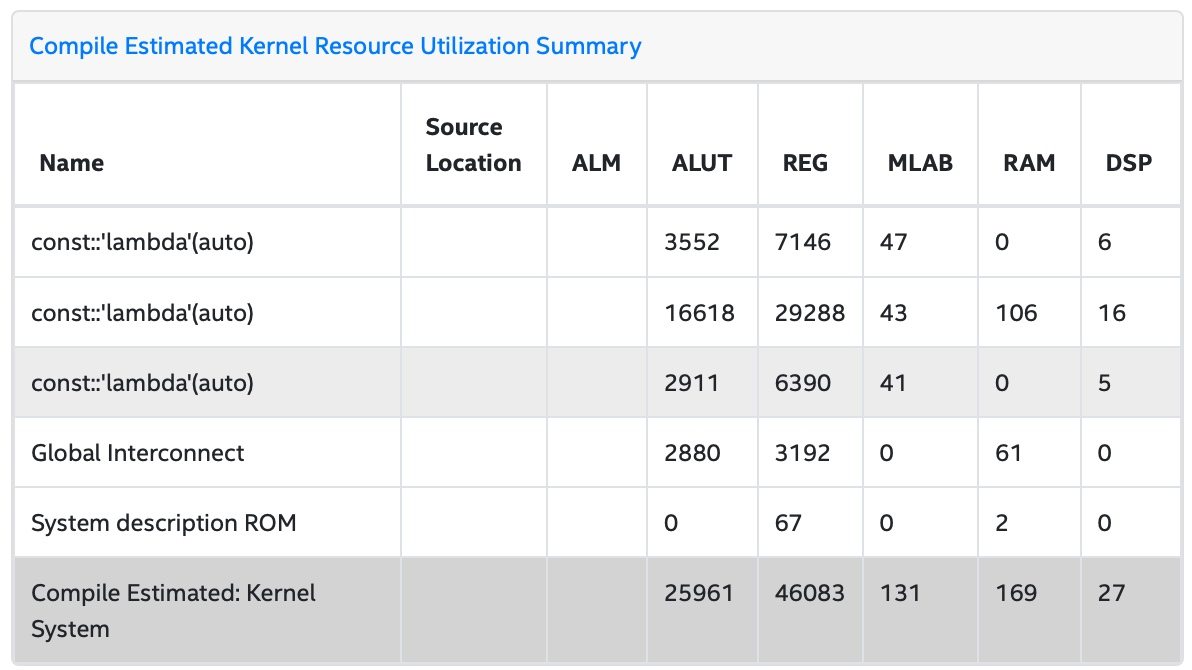 Compile Estimated Kernel Resource Utilization Summary
Name Source Location ALM ALUT REG MLAB RAM DSP
const::'lambda'(auto) 3552 7146 47 0 6
const::'lambda'(auto) 16618 29288 43 106 16
const::'lambda'(auto) 2911 6390 41 0 5
Global Interconnect 2880 3192 0 61 0
System description ROM 0 67 0 2 0
Compile Estimated: Kernel System 25961 46083 131 169 27